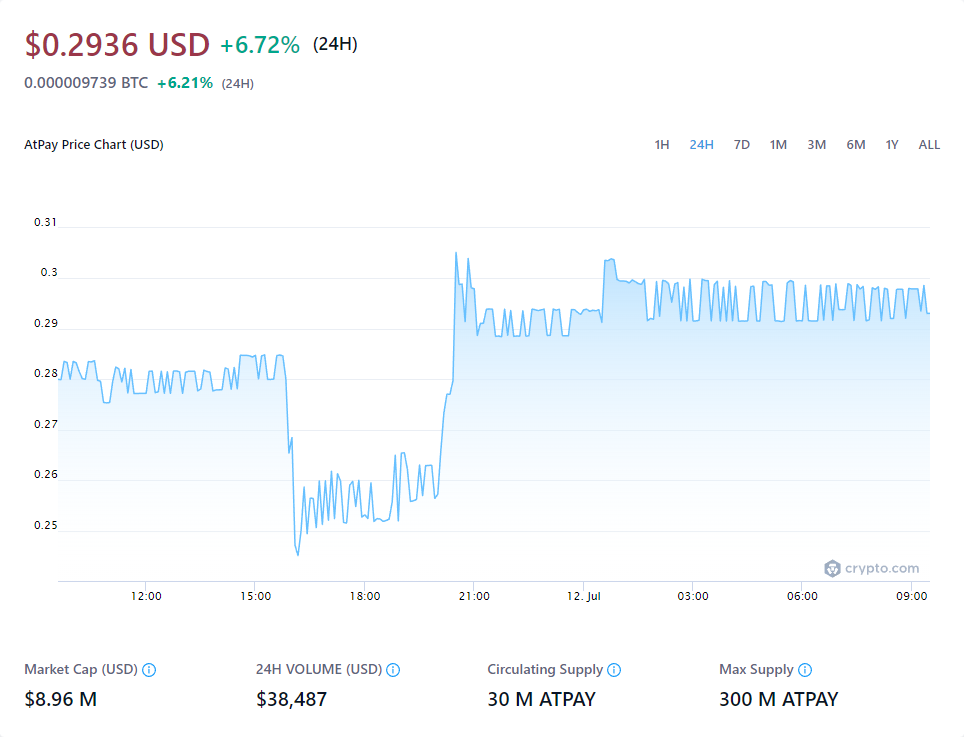 $0.2936 USD +6.72% (24H)
0.000009739 BTC +6.21% (24H)
AtPay Price Chart (USD) 1H 24H 7D 1M 3M 6M 1Y ALL
0.31
0.3
0.29
0.28
0.27
0.26
0.25
crypto.com
12:00 15:00 18:00 21:00 12. Jul 03:00 06:00 09:00
Market Cap (USD) 24H VOLUME (USD) Circulating Supply Max Supply
$8.96 M $38,487 30 M ATPAY 300 M ATPAY